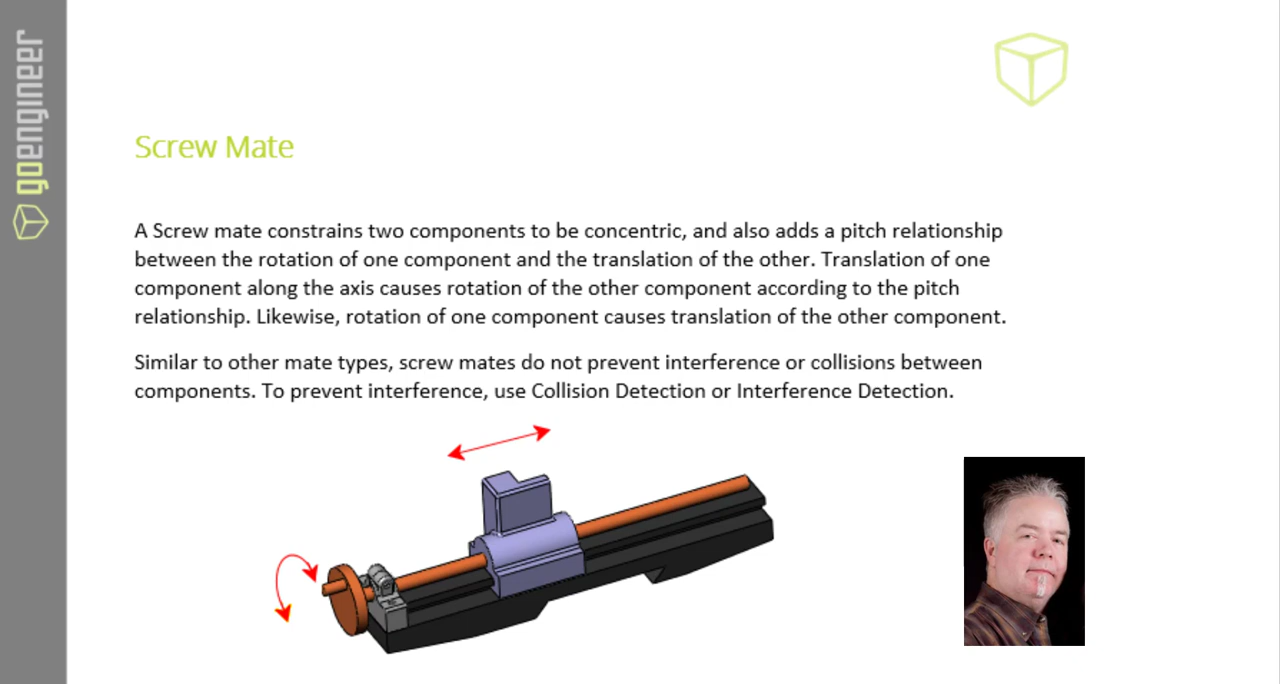 goengineer
Screw Mate
A Screw mate constrains two components to be concentric, and also adds a pitch relationship
between the rotation of one component and the translation of the other. Translation of one
component along the axis causes rotation of the other component according to the pitch
relationship. Likewise, rotation of one component causes translation of the other component.
Similar to other mate types, screw mates do not prevent interference or collisions between
components. To prevent interference, use Collision Detection or Interference Detection.